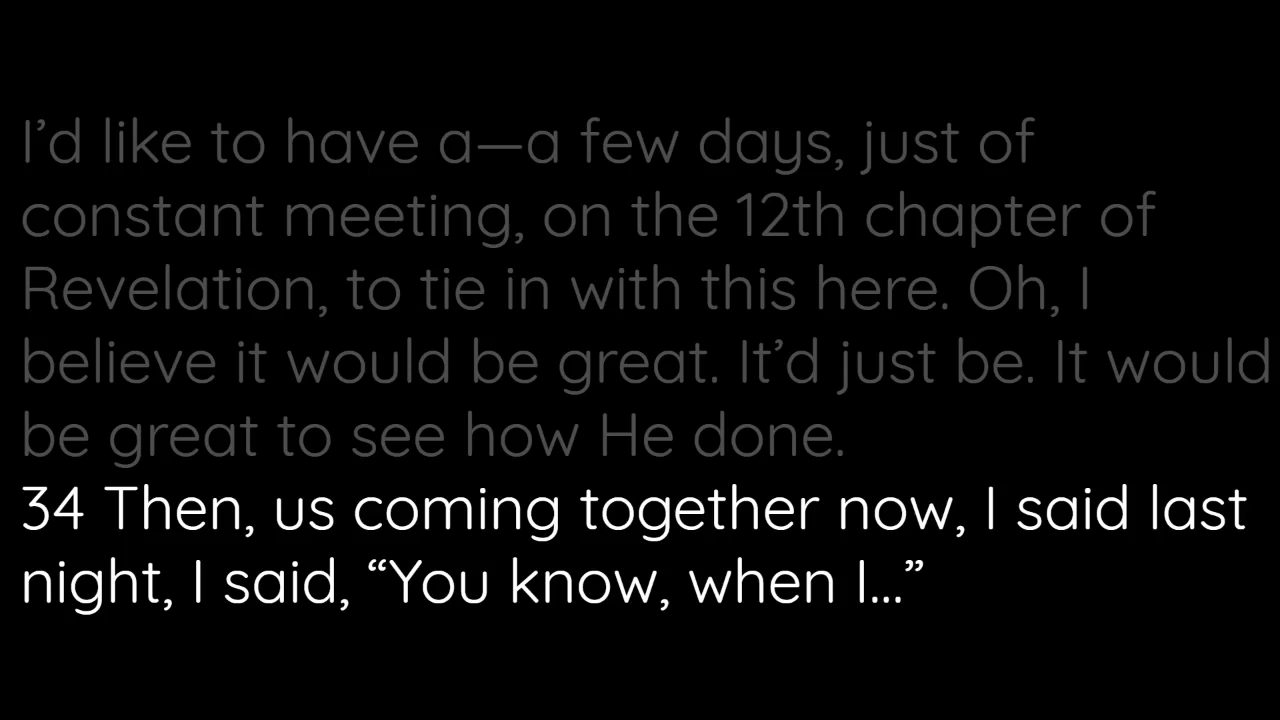 I’d like to have a—a few days, just of
constant meeting, on the 12th chapter of
Revelation, to tie in with this here. Oh, I
believe it would be great. It’d just be. It would
be great to see how He done.
34 Then, us coming together now, I said last
night, I said, “You know, when I...”